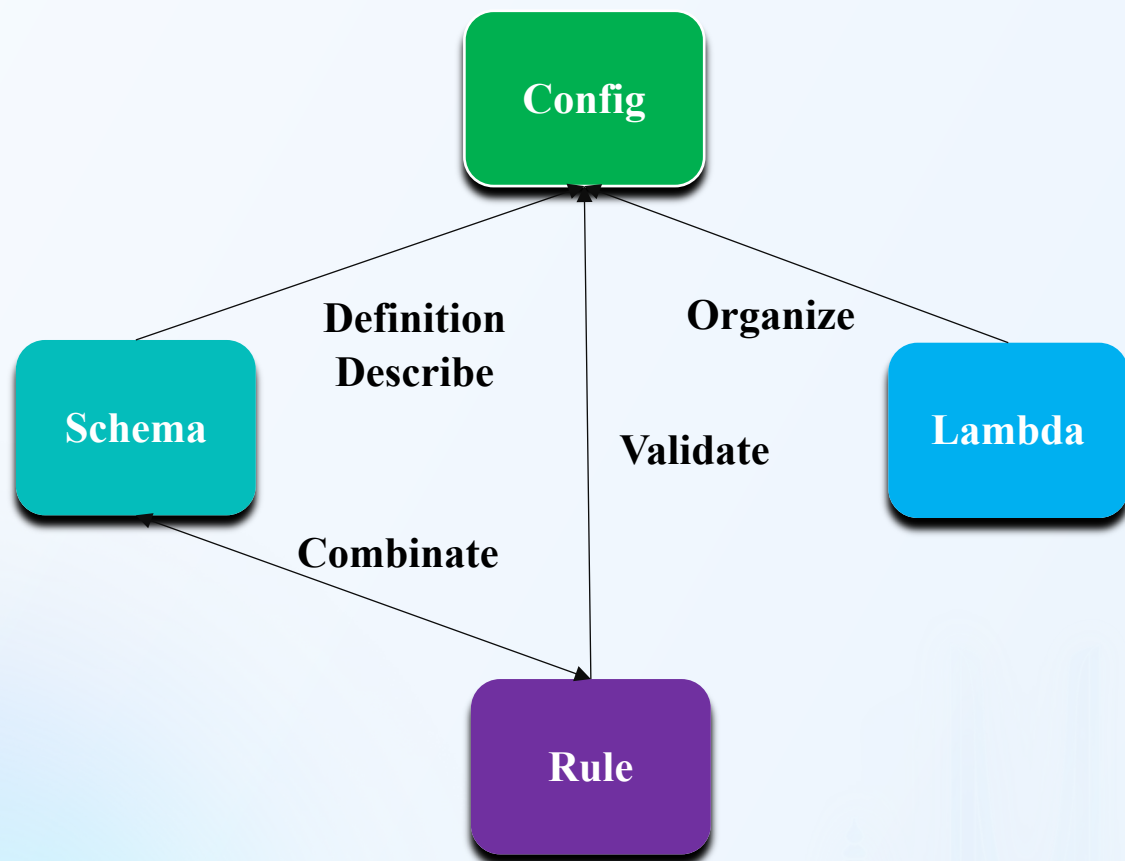 Config
Definition
Describe
Organize
Schema
Validate
Lambda
Combinate
Rule